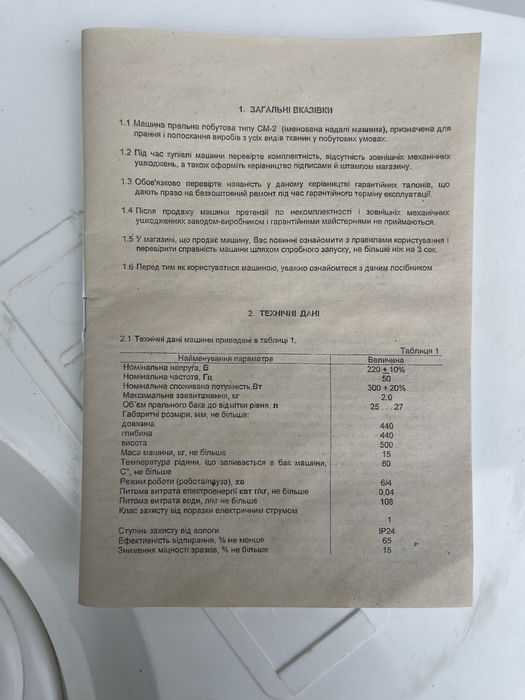 1. ЗАГАЛЬНІ ВКАЗІВКИ
1.1 Машина пральна побутова типу СМ-2 (іменована надалі машина), призначена для
прання і полоскання виробів з усіх видів тканин у побутових умовах.
1.2 Під час купівлі машини перевірте комплектність, відсутність зовнішніх механічних
ушкоджень, а також оформіть керівництво підписами й штампом магазину.
1.3 Обов'язково перевірте наявність у даному керівництві гарантійних талонів, що
дають право на безкоштовний ремонт під час гарантійного терміну експлуатації.
1.4 Після продажу машини претензії по некомплектності і зовнішніх механічних
ушкодженнях заводом-виробником і гарантійними майстернями не приймаються.
1.5 У магазині, що продає машину, Вас повинні ознайомити з правилами користування і
перевірити справність машини шляхом спробного запуску, не більше ніж на 3 сек.
1.6 Перед тим як користуватися машиною, уважно ознайомтеся з даним посібником.
2. ТЕХНІЧНІ ДАНІ
2.1 Технічні дані машини приведені в таблиці 1.
Таблиця 1
Найменування параметра Величина
Номінальна напруга, В 220 ± 10%
Номінальна частота, Гц 50
Номінальна споживана потужність,Вт 300 + 20%
Максимальне завантаження, кг 2.0
Об'єм прального бака до відмітки рівня, л 25 . . . 27
Габаритні розміри, мм, не більше:
довжина 440
глибина 440
висота 500
Маса машини, кг, не більше 15
Температура рідини, що заливається в бак машини, 80
С°, не більше
Режим роботи (робота/пауза), хв 6/4
Питома витрата електроенергії квт г/кг, не більше 0,04
Питома витрата води, л/кг не більше 108
Клас захисту від поразки електричним струмом
1
Ступінь захисту від вологи IP24
Ефективність відпирання, % не менше 65
Зниження міцності зразків, % не більше 15